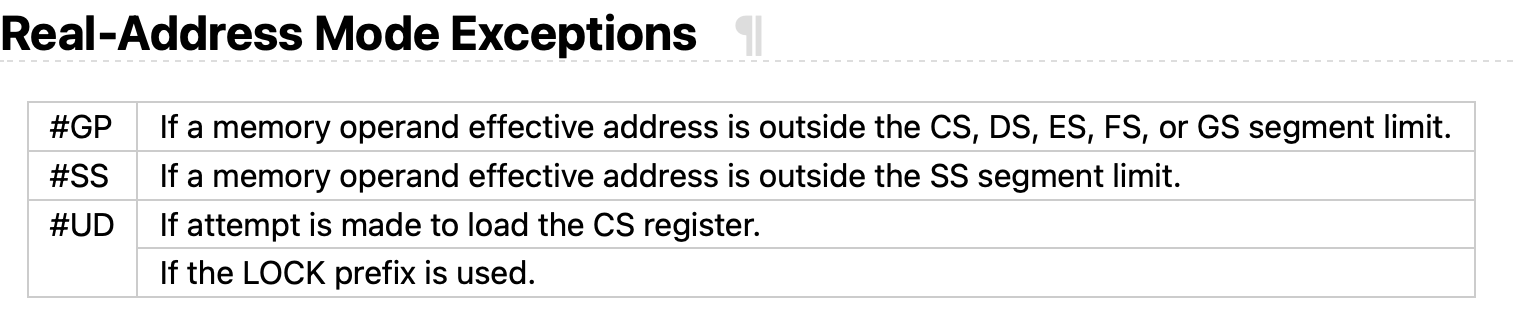 Real-Address Mode Exceptions ¶
#GP If a memory operand effective address is outside the CS, DS, ES, FS, or GS segment limit.
#SS If a memory operand effective address is outside the SS segment limit.
#UD If attempt is made to load the CS register.
If the LOCK prefix is used.